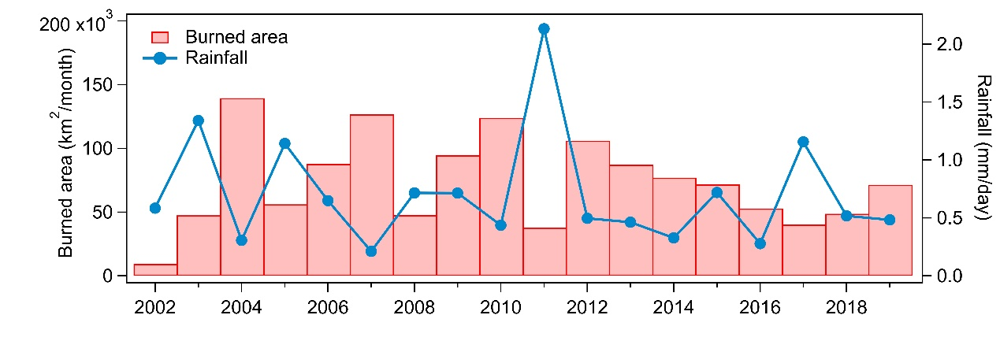 200 x10³
150
100
50
0
Burned area (km²/month)
Burned area
Rainfall
2.0
1.5
1.0
0.5
0.0
Rainfall (mm/day)
2002 2004 2006 2008 2010 2012 2014 2016 2018